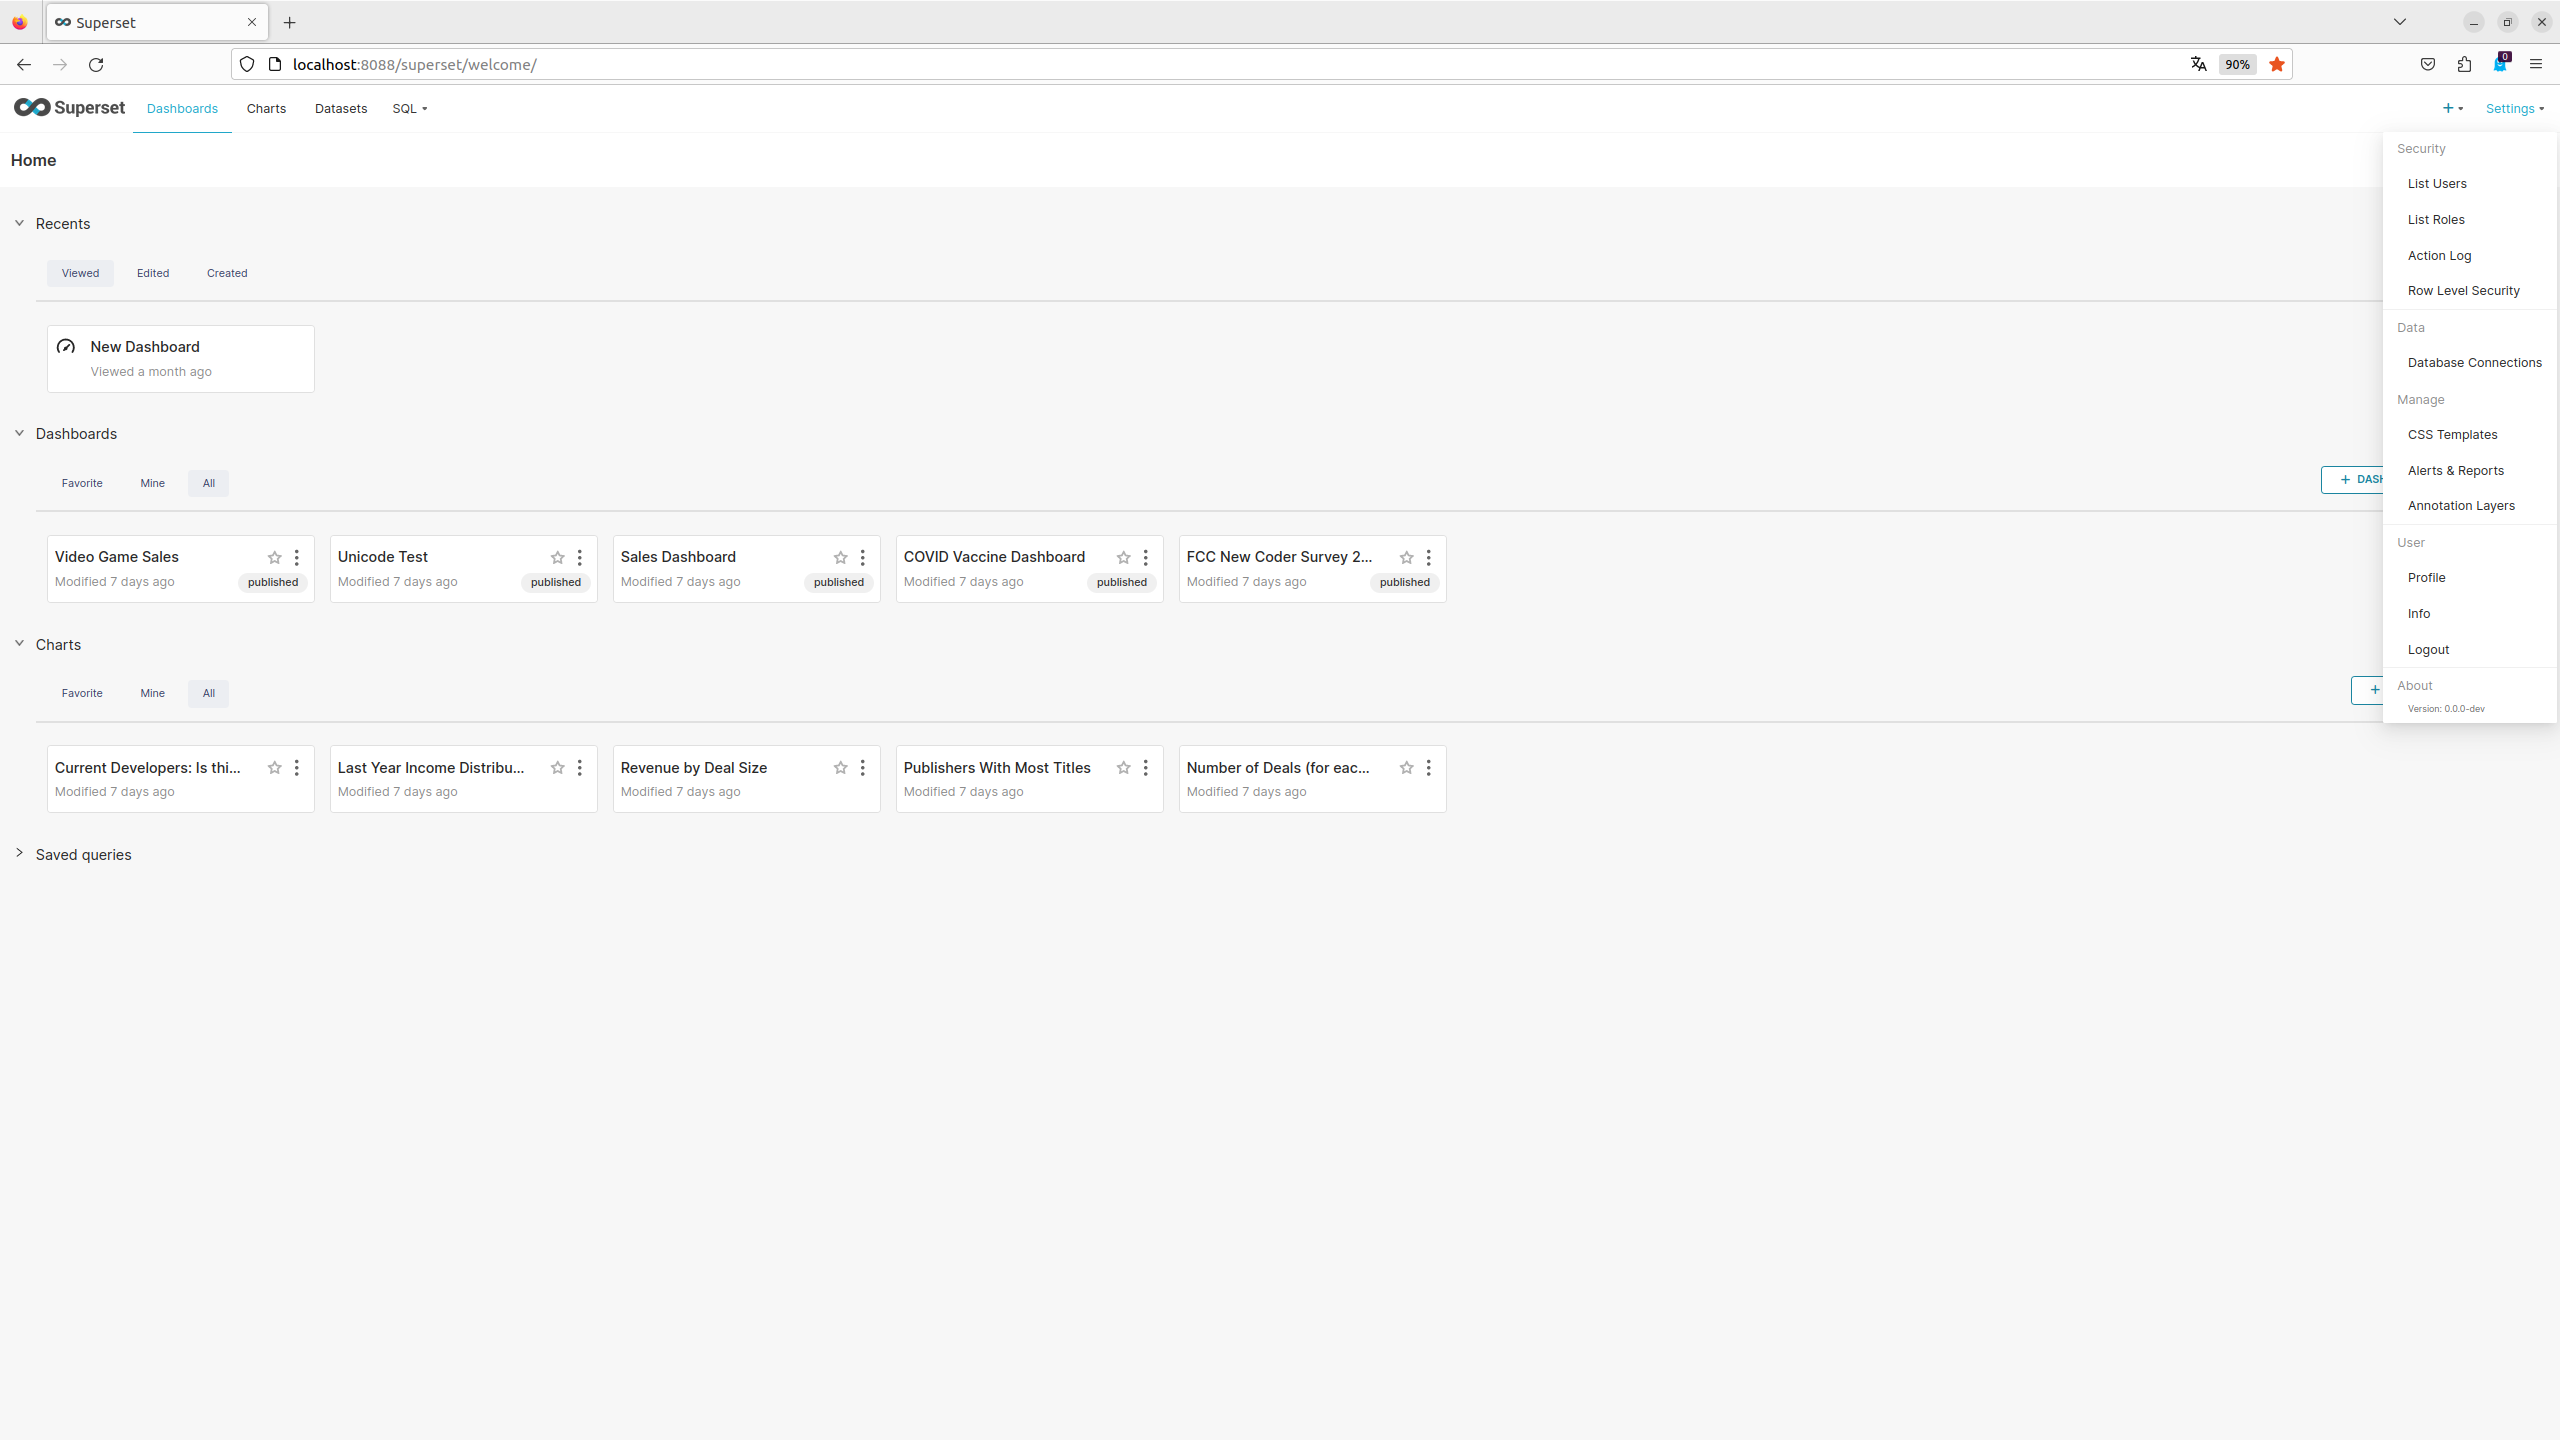 Superset
localhost:8088/superset/welcome/
90%
0
Superset
Dashboards
Charts
Datasets
SQL
Settings
Home
Security
List Users
List Roles
Action Log
Row Level Security
Data
Database Connections
Manage
CSS Templates
Alerts & Reports
Annotation Layers
User
Profile
Info
Logout
About
Version: 0.0.0-dev
Recents
Viewed
Edited
Created
New Dashboard
Viewed a month ago
Dashboards
Favorite
Mine
All
+ DASH
Video Game Sales
Modified 7 days ago
published
Unicode Test
Modified 7 days ago
published
Sales Dashboard
Modified 7 days ago
published
COVID Vaccine Dashboard
Modified 7 days ago
published
FCC New Coder Survey 2...
Modified 7 days ago
published
Charts
Favorite
Mine
All
+
Current Developers: Is thi...
Modified 7 days ago
Last Year Income Distribu...
Modified 7 days ago
Revenue by Deal Size
Modified 7 days ago
Publishers With Most Titles
Modified 7 days ago
Number of Deals (for eac...
Modified 7 days ago
Saved queries